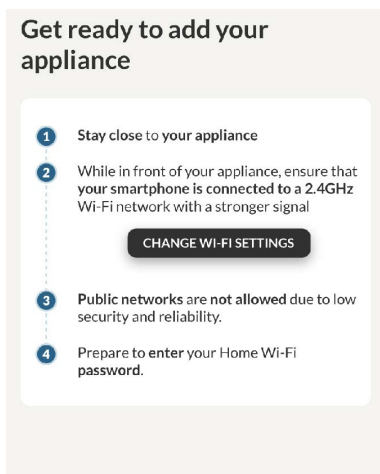 Get ready to add your
appliance
1 Stay close to your appliance
2 While in front of your appliance, ensure that
your smartphone is connected to a 2.4GHz
Wi-Fi network with a stronger signal
CHANGE WI-FI SETTINGS
3 Public networks are not allowed due to low
security and reliability.
4 Prepare to enter your Home Wi-Fi
password.